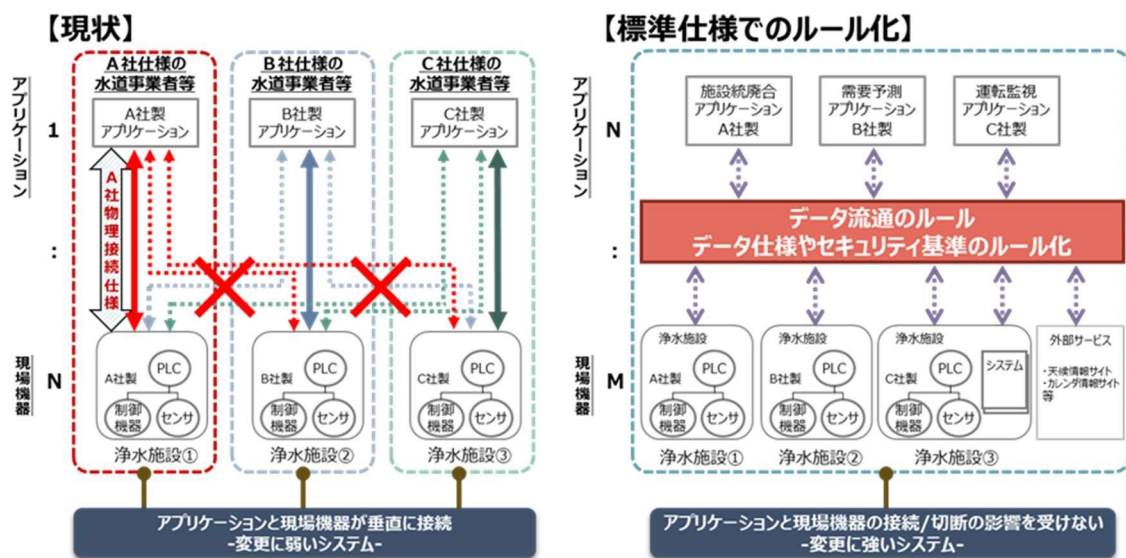 【現状】
A社仕様の
水道事業者等
B社仕様の
水道事業者等
C社仕様の
水道事業者等
アプリケーション
1
:
N
現場機器
A社製
アプリケーション
B社製
アプリケーション
C社製
アプリケーション
A社物理接続仕様
A社製
PLC
制御
機器
センサ
浄水施設①
B社製
PLC
制御
機器
センサ
浄水施設②
C社製
PLC
制御
機器
センサ
浄水施設③
アプリケーションと現場機器が垂直に接続
-変更に弱いシステム-
【標準仕様でのルール化】
アプリケーション
N
:
M
現場機器
施設統廃合
アプリケーション
A社製
需要予測
アプリケーション
B社製
運転監視
アプリケーション
C社製
データ流通のルール
データ仕様やセキュリティ基準のルール化
浄水施設
A社製
PLC
制御
機器
センサ
浄水施設①
浄水施設
B社製
PLC
制御
機器
センサ
浄水施設②
浄水施設
C社製
PLC
制御
機器
センサ
システム
浄水施設③
外部サービス
・天候情報サイト
・カレンダ情報サイト
等
アプリケーションと現場機器の接続/切断の影響を受けない
-変更に強いシステム-